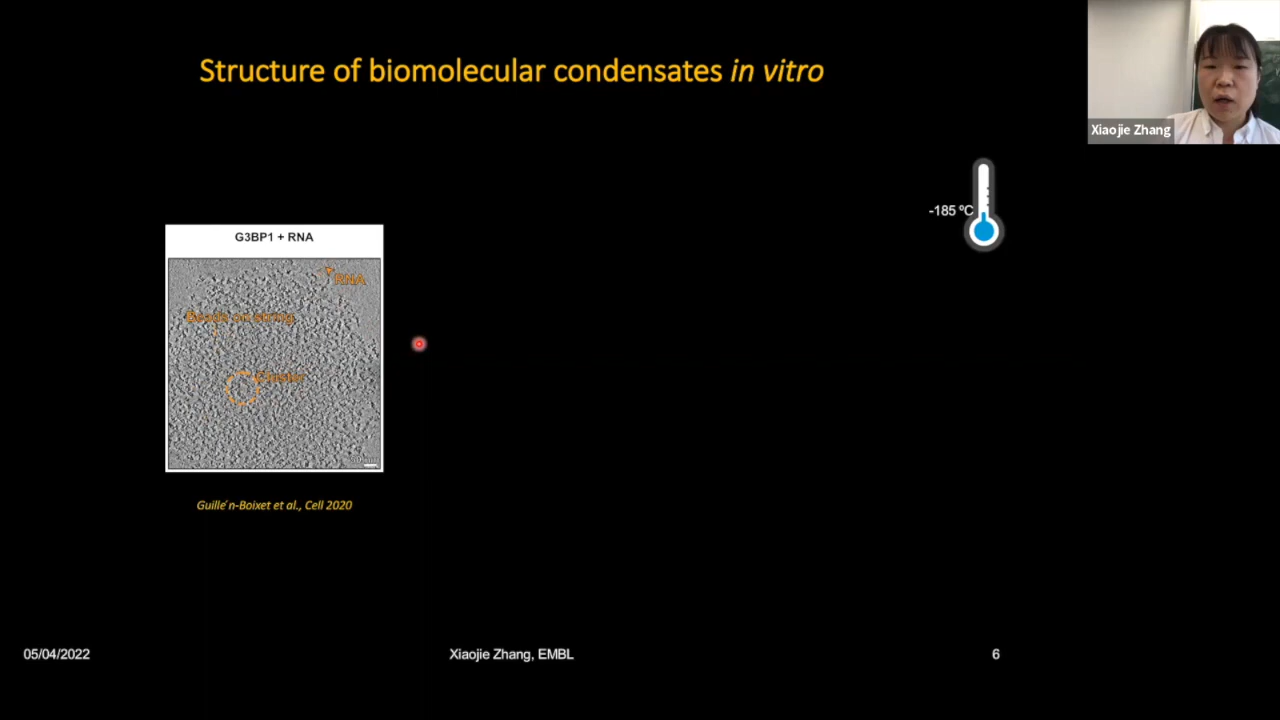 Structure of biomolecular condensates in vitro
Xiaojie Zhang
-185 ºC
G3BP1 + RNA
RNA
Beads on string
Cluster
Guille´n-Boixet et al., Cell 2020
05/04/2022
Xiaojie Zhang, EMBL
6